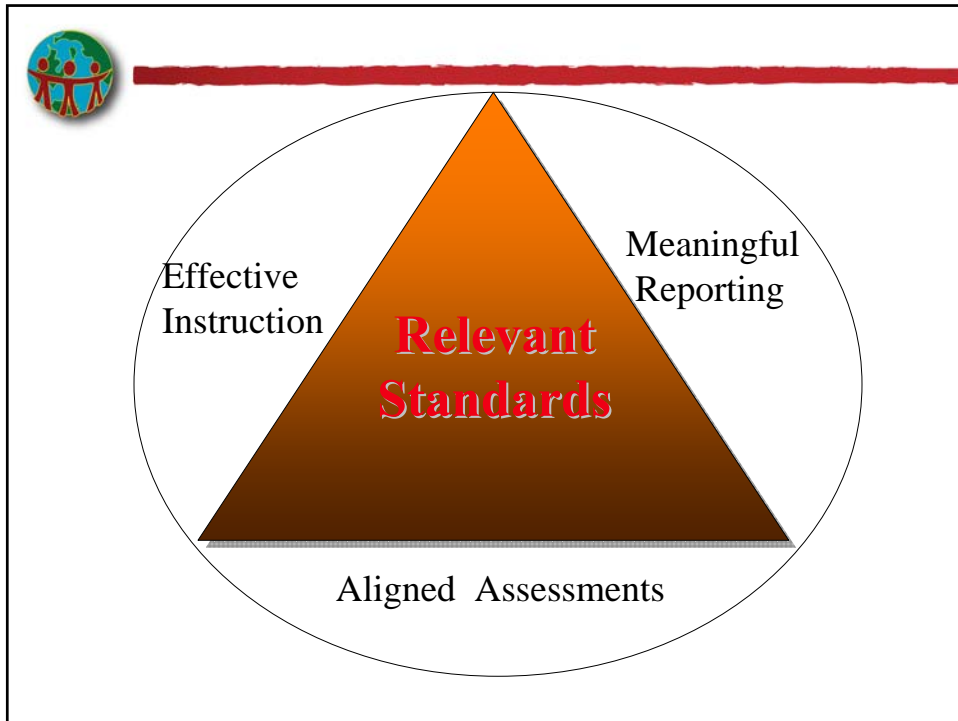 Effective
Instruction
Meaningful
Reporting
Relevant
Standards
Aligned Assessments